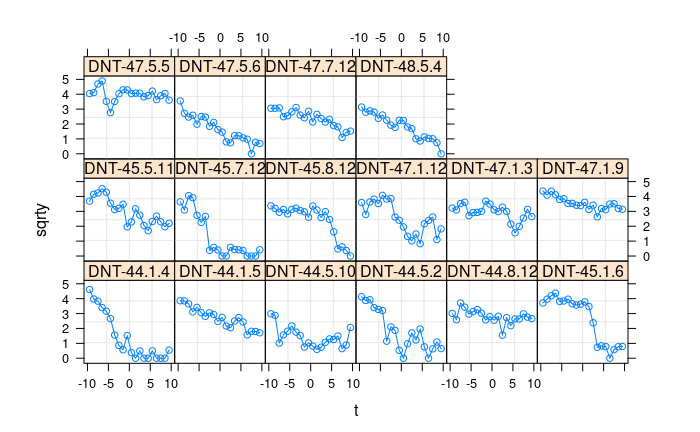 -10 -5 0 5 10 -10 -5 0 5 10
DNT-47.5.5 DNT-47.5.6 DNT-47.7.12 DNT-48.5.4
5
4
3
2
1
0
DNT-45.5.11 DNT-45.7.12 DNT-45.8.12 DNT-47.1.12 DNT-47.1.3 DNT-47.1.9
5
4
3
2
1
0
sqrty
DNT-44.1.4 DNT-44.1.5 DNT-44.5.10 DNT-44.5.2 DNT-44.8.12 DNT-45.1.6
5
4
3
2
1
0
-10 -5 0 5 10 -10 -5 0 5 10 -10 -5 0 5 10
t